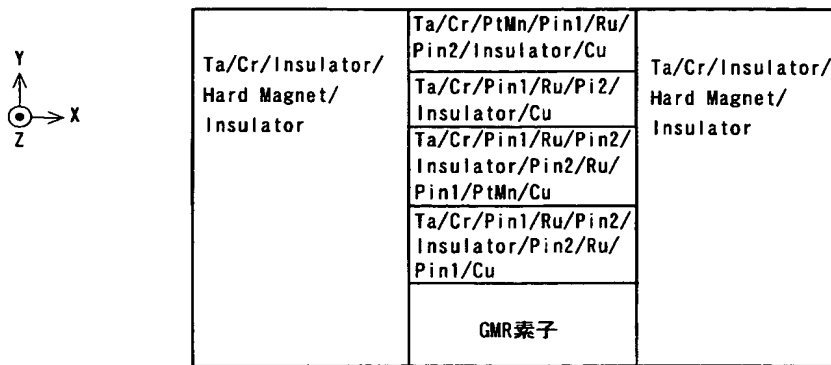 Y
X
Z
Ta/Cr/Insulator/
Hard Magnet/
Insulator
Ta/Cr/PtMn/Pin1/Ru/
Pin2/Insulator/Cu
Ta/Cr/Pin1/Ru/Pi2/
Insulator/Cu
Ta/Cr/Pin1/Ru/Pin2/
Insulator/Pin2/Ru/
Pin1/PtMn/Cu
Ta/Cr/Pin1/Ru/Pin2/
Insulator/Pin2/Ru/
Pin1/Cu
GMR素子
Ta/Cr/Insulator/
Hard Magnet/
Insulator